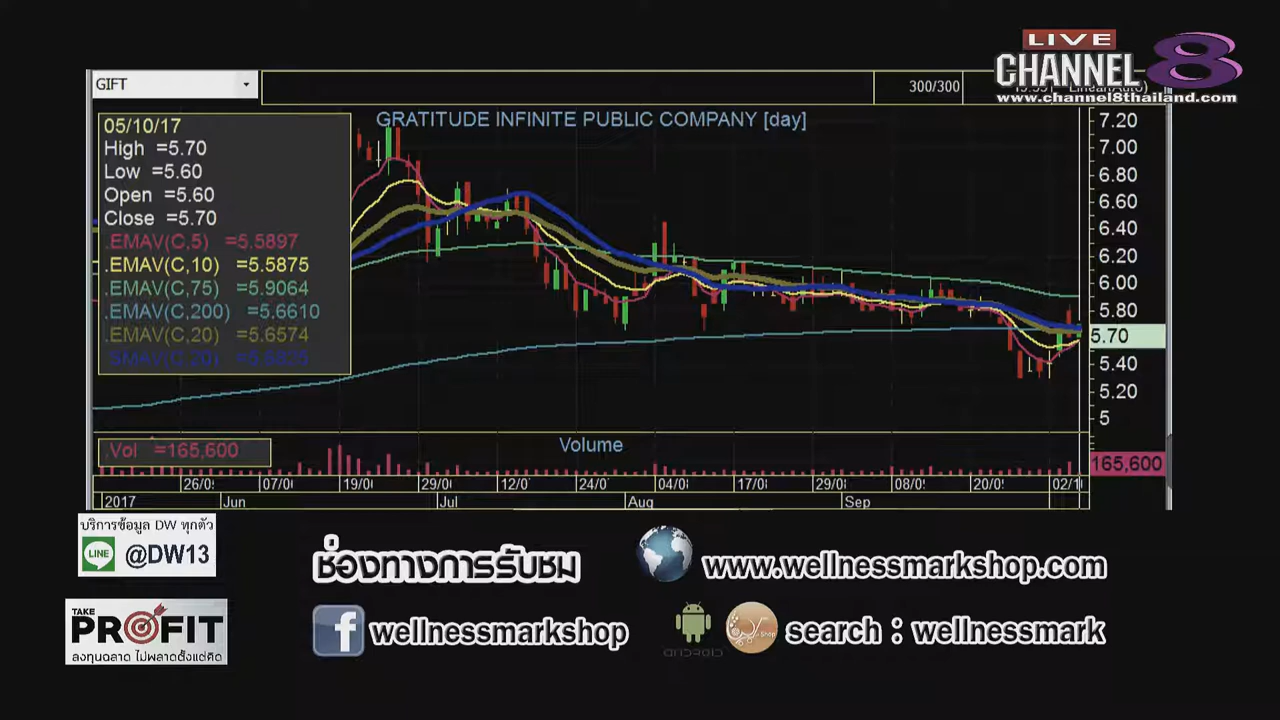 LIVE
CHANNEL 8
www.channel8thailand.com
GIFT
300/300
GRATITUDE INFINITE PUBLIC COMPANY [day]
05/10/17
High =5.70
Low =5.60
Open =5.60
Close =5.70
.EMAV(C,5) =5.5897
.EMAV(C,10) =5.5875
.EMAV(C,75) =5.9064
.EMAV(C,200) =5.6610
.EMAV(C,20) =5.6574
7.20
7.00
6.80
6.60
6.40
6.20
6.00
5.80
5.70
5.40
5.20
5
.Vol =165,600
Volume
165,600
26/0 07/0 19/0 29/0 12/0 24/0 04/0 17/0 29/0 08/0 20/0 02/1
2017 Jun Jul Aug Sep
บริการข้อมูล DW ทุกตัว
LINE @DW13
TAKE
PROFIT
ลงทุนฉลาด ไม่พลาดตั้งแต่คิด
ช่องทางการรับชม
www.wellnessmarkshop.com
wellnessmarkshop
ANDROID
search : wellnessmark